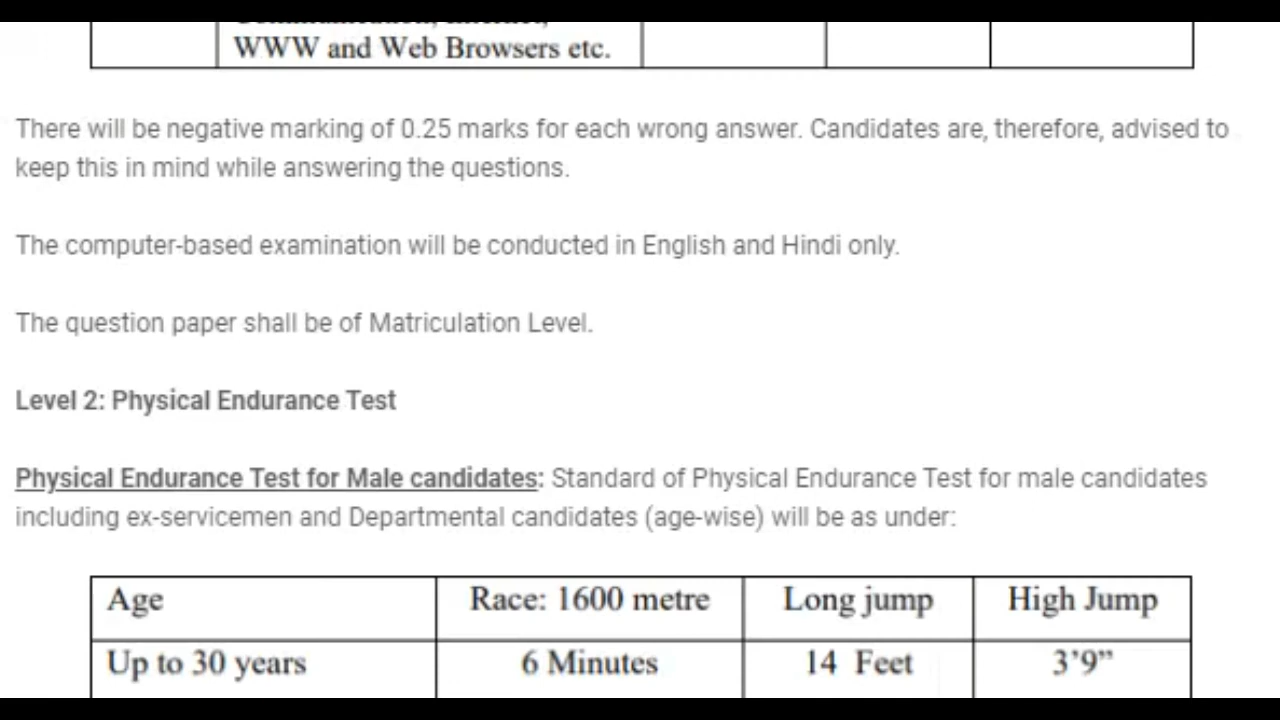 WWW and Web Browsers etc.
There will be negative marking of 0.25 marks for each wrong answer. Candidates are, therefore, advised to
keep this in mind while answering the questions.
The computer-based examination will be conducted in English and Hindi only.
The question paper shall be of Matriculation Level.
Level 2: Physical Endurance Test
Physical Endurance Test for Male candidates: Standard of Physical Endurance Test for male candidates
including ex-servicemen and Departmental candidates (age-wise) will be as under:
Age Race: 1600 metre Long jump High Jump
Up to 30 years 6 Minutes 14 Feet 3’9”